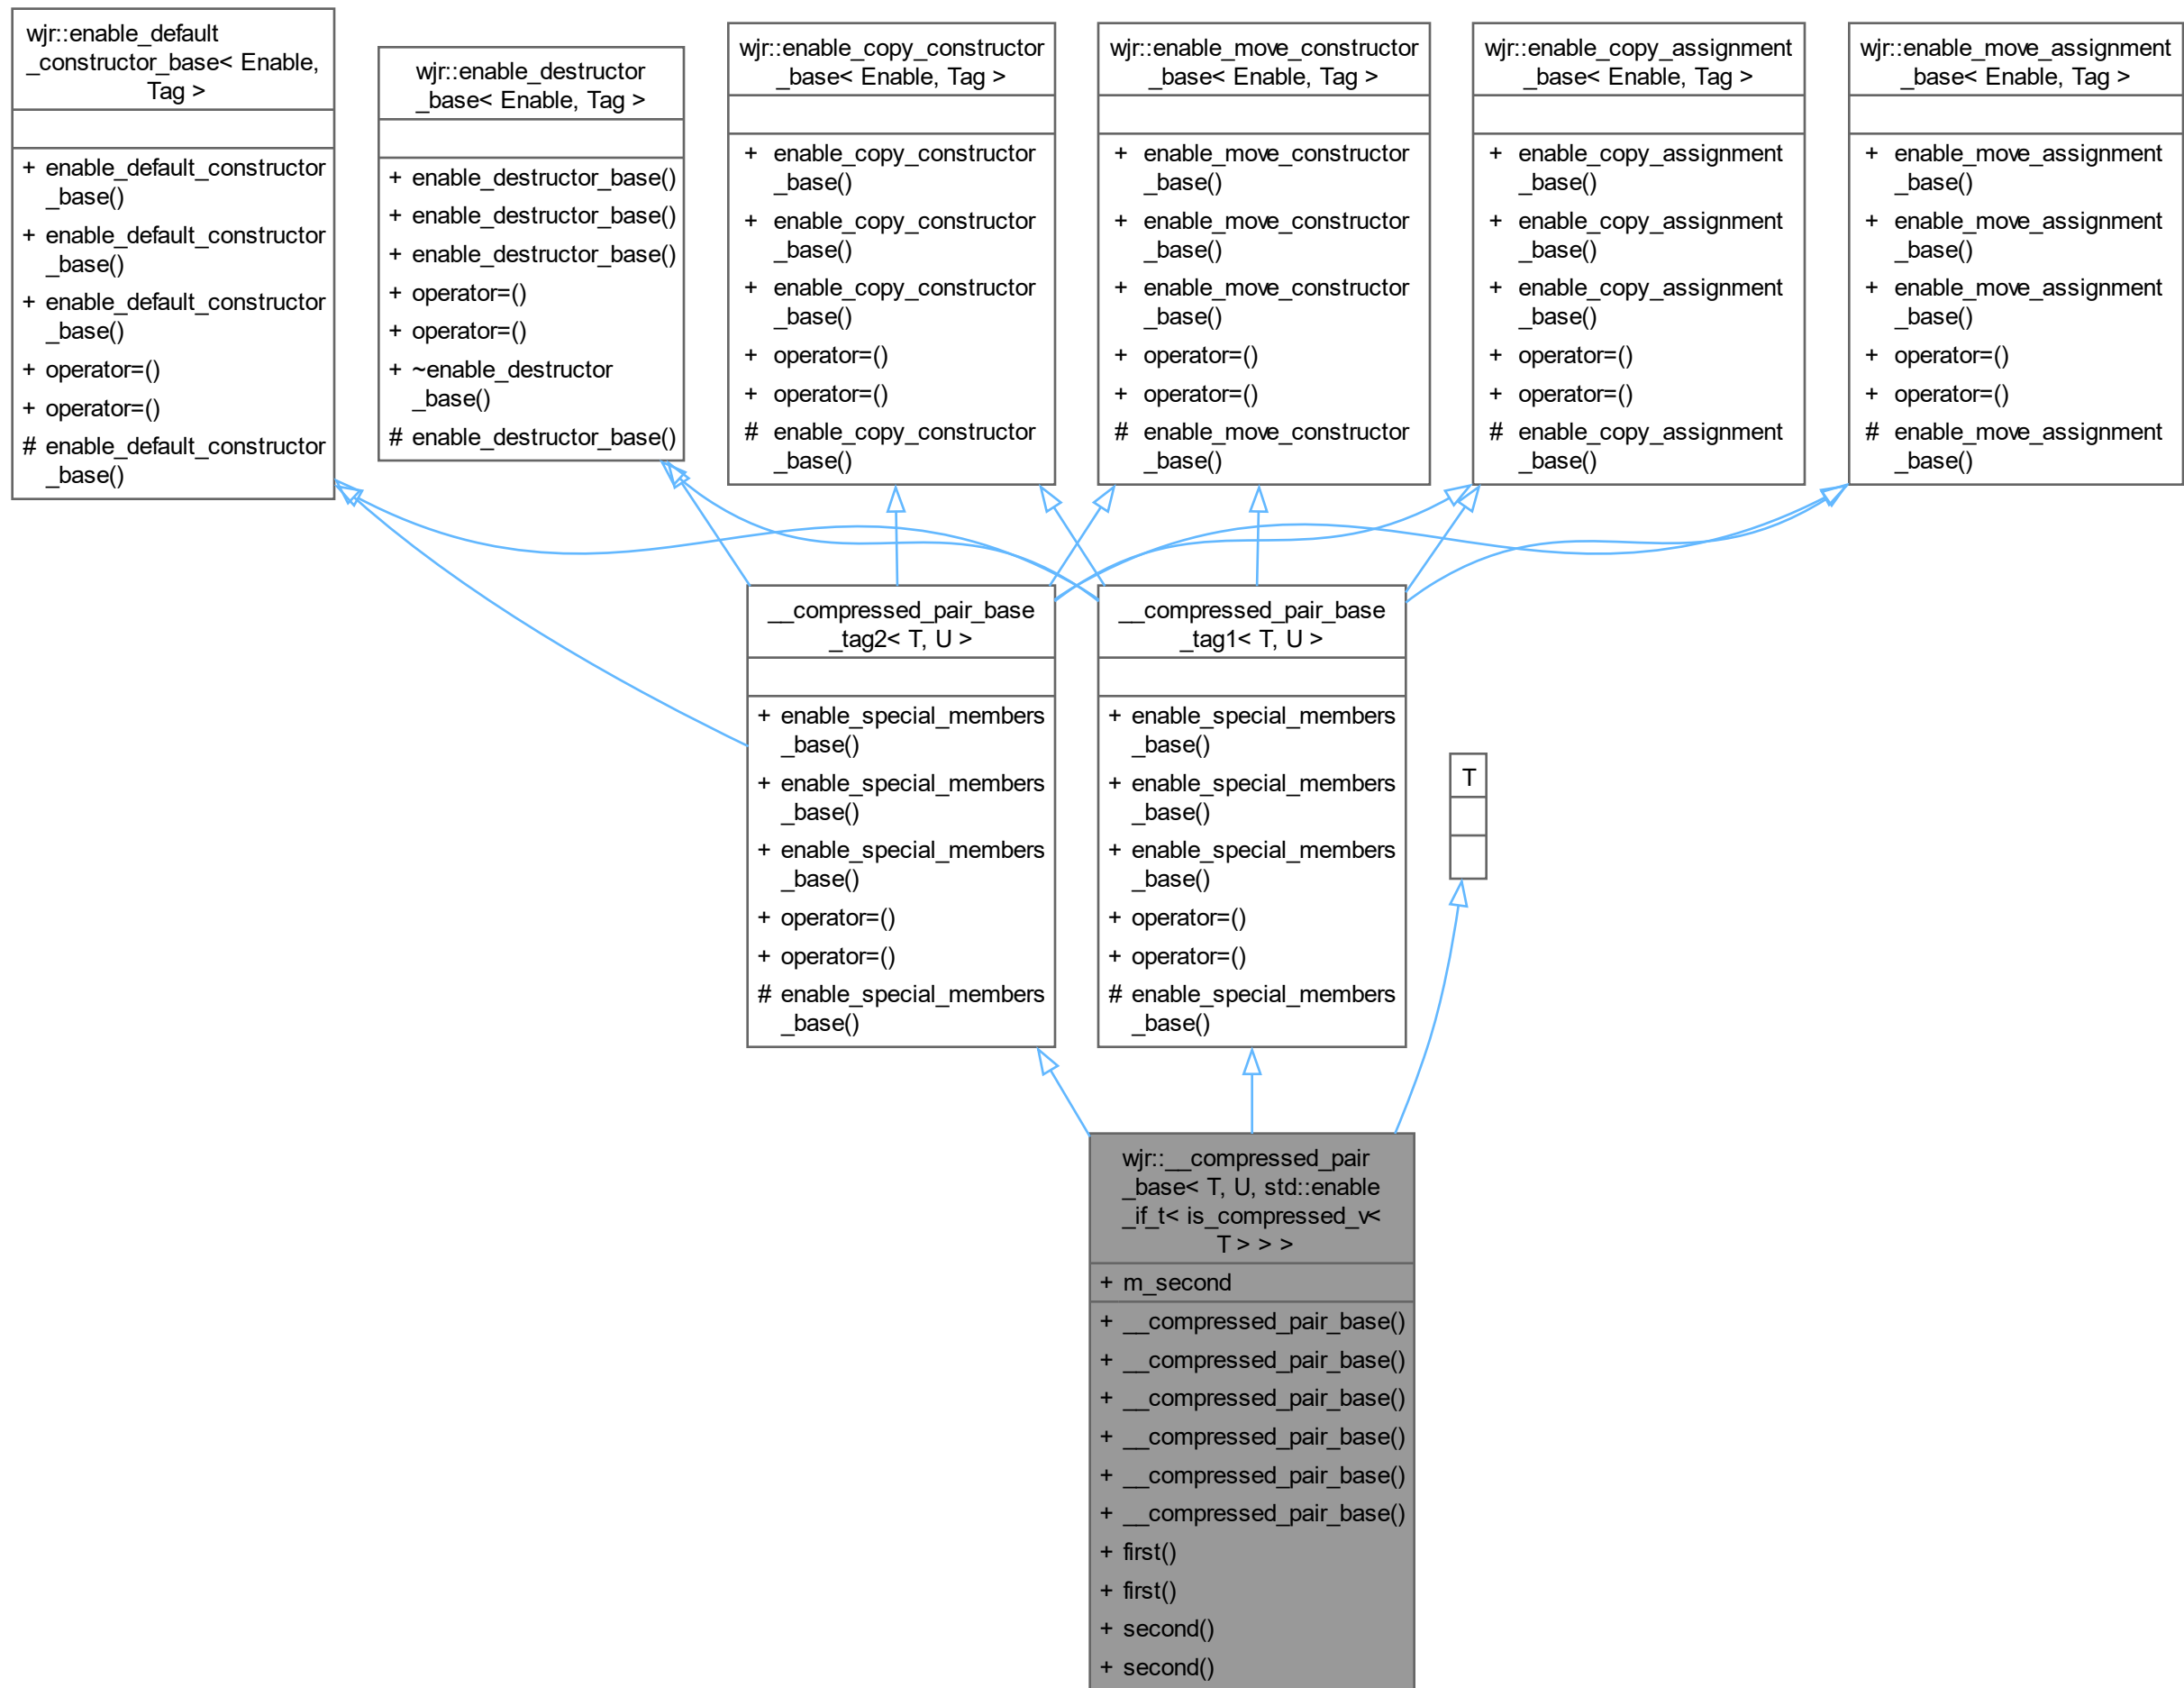 wjr::enable_default
_constructor_base< Enable,
Tag >
+ enable_default_constructor
_base()
+ enable_default_constructor
_base()
+ enable_default_constructor
_base()
+ operator=()
+ operator=()
# enable_default_constructor
_base()
wjr::enable_destructor
_base< Enable, Tag >
+ enable_destructor_base()
+ enable_destructor_base()
+ enable_destructor_base()
+ operator=()
+ operator=()
+ ~enable_destructor
_base()
# enable_destructor_base()
wjr::enable_copy_constructor
_base< Enable, Tag >
+ enable_copy_constructor
_base()
+ enable_copy_constructor
_base()
+ enable_copy_constructor
_base()
+ operator=()
+ operator=()
# enable_copy_constructor
_base()
wjr::enable_move_constructor
_base< Enable, Tag >
+ enable_move_constructor
_base()
+ enable_move_constructor
_base()
+ enable_move_constructor
_base()
+ operator=()
+ operator=()
# enable_move_constructor
_base()
wjr::enable_copy_assignment
_base< Enable, Tag >
+ enable_copy_assignment
_base()
+ enable_copy_assignment
_base()
+ enable_copy_assignment
_base()
+ operator=()
+ operator=()
# enable_copy_assignment
_base()
wjr::enable_move_assignment
_base< Enable, Tag >
+ enable_move_assignment
_base()
+ enable_move_assignment
_base()
+ enable_move_assignment
_base()
+ operator=()
+ operator=()
# enable_move_assignment
_base()
__compressed_pair_base
_tag2< T, U >
+ enable_special_members
_base()
+ enable_special_members
_base()
+ enable_special_members
_base()
+ operator=()
+ operator=()
# enable_special_members
_base()
__compressed_pair_base
_tag1< T, U >
+ enable_special_members
_base()
+ enable_special_members
_base()
+ enable_special_members
_base()
+ operator=()
+ operator=()
# enable_special_members
_base()
T
wjr::__compressed_pair
_base< T, U, std::enable
_if_t< is_compressed_v<
T > > >
+ m_second
+ __compressed_pair_base()
+ __compressed_pair_base()
+ __compressed_pair_base()
+ __compressed_pair_base()
+ __compressed_pair_base()
+ __compressed_pair_base()
+ first()
+ first()
+ second()
+ second()